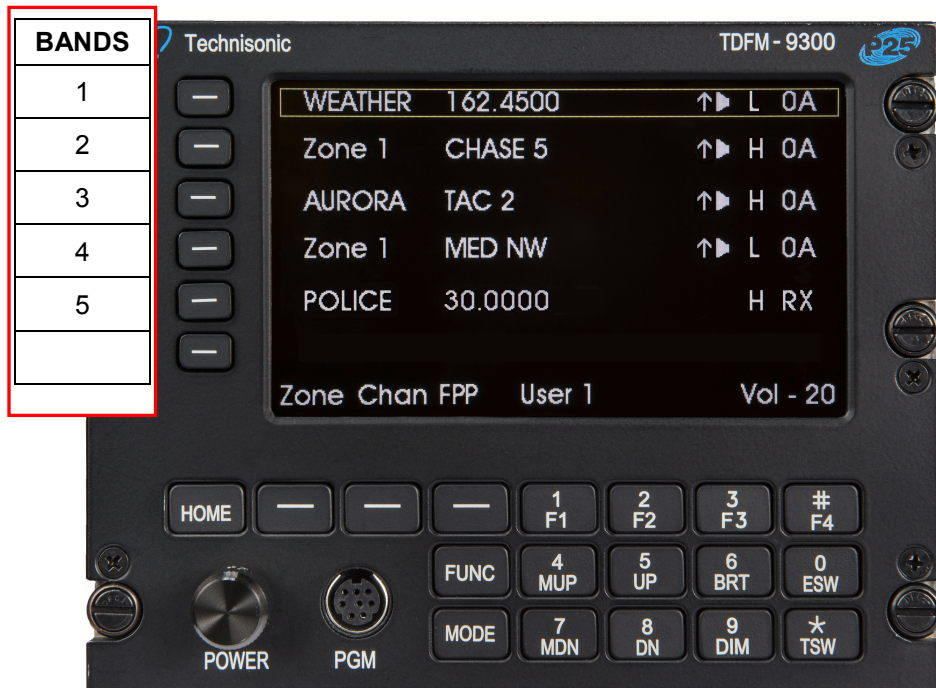 BANDS
1
2
3
4
5
Technisonic
TDFM - 9300
P25
WEATHER 162.4500 ↑ L 0A
Zone 1 CHASE 5 ↑ H 0A
AURORA TAC 2 ↑ H 0A
Zone 1 MED NW ↑ L 0A
POLICE 30.0000 H RX
Zone Chan FPP User 1 Vol - 20
HOME
1 F1
2 F2
3 F3
# F4
FUNC
4 MUP
5 UP
6 BRT
0 ESW
MODE
7 MDN
8 DN
9 DIM
* TSW
POWER
PGM